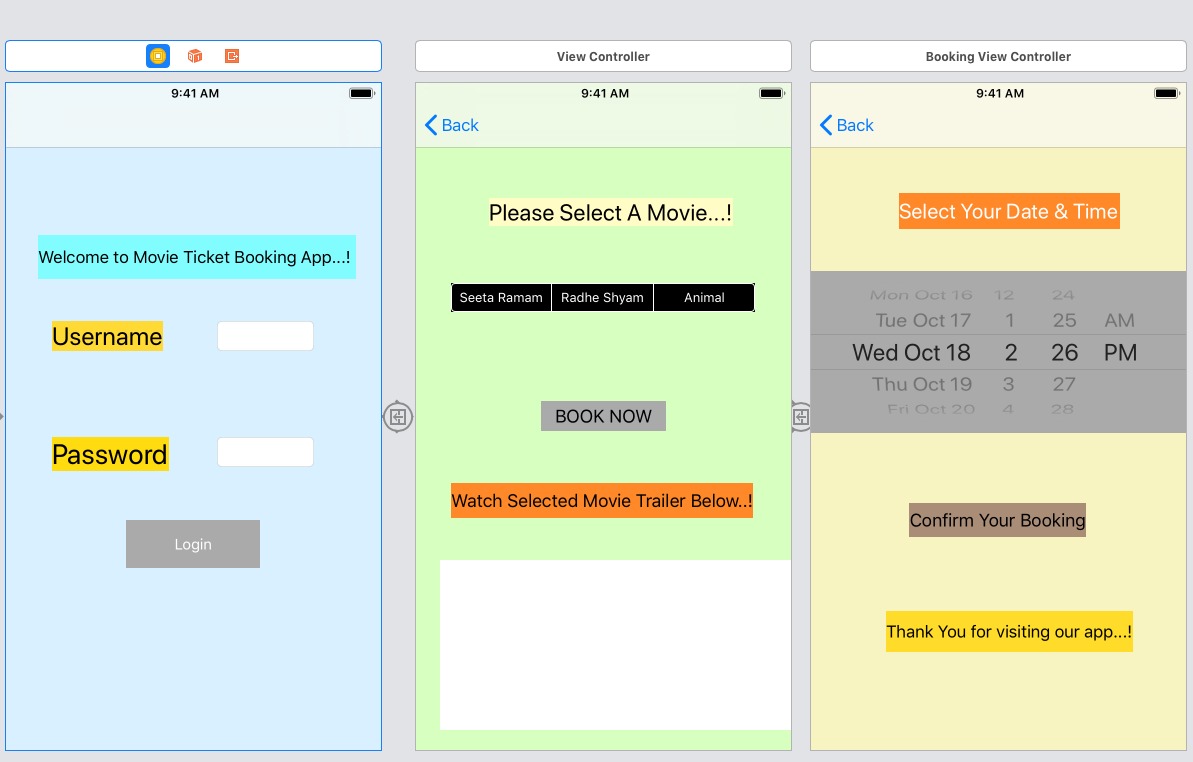 View Controller
Booking View Controller
9:41 AM
Welcome to Movie Ticket Booking App...!
Username
Password
Login
9:41 AM
Back
Please Select A Movie...!
Seeta Ramam Radhe Shyam Animal
BOOK NOW
Watch Selected Movie Trailer Below..!
9:41 AM
Back
Select Your Date & Time
Mon Oct 16 12 24
Tue Oct 17 1 25 AM
Wed Oct 18 2 26 PM
Thu Oct 19 3 27
Fri Oct 20 4 28
Confirm Your Booking
Thank You for visiting our app...!